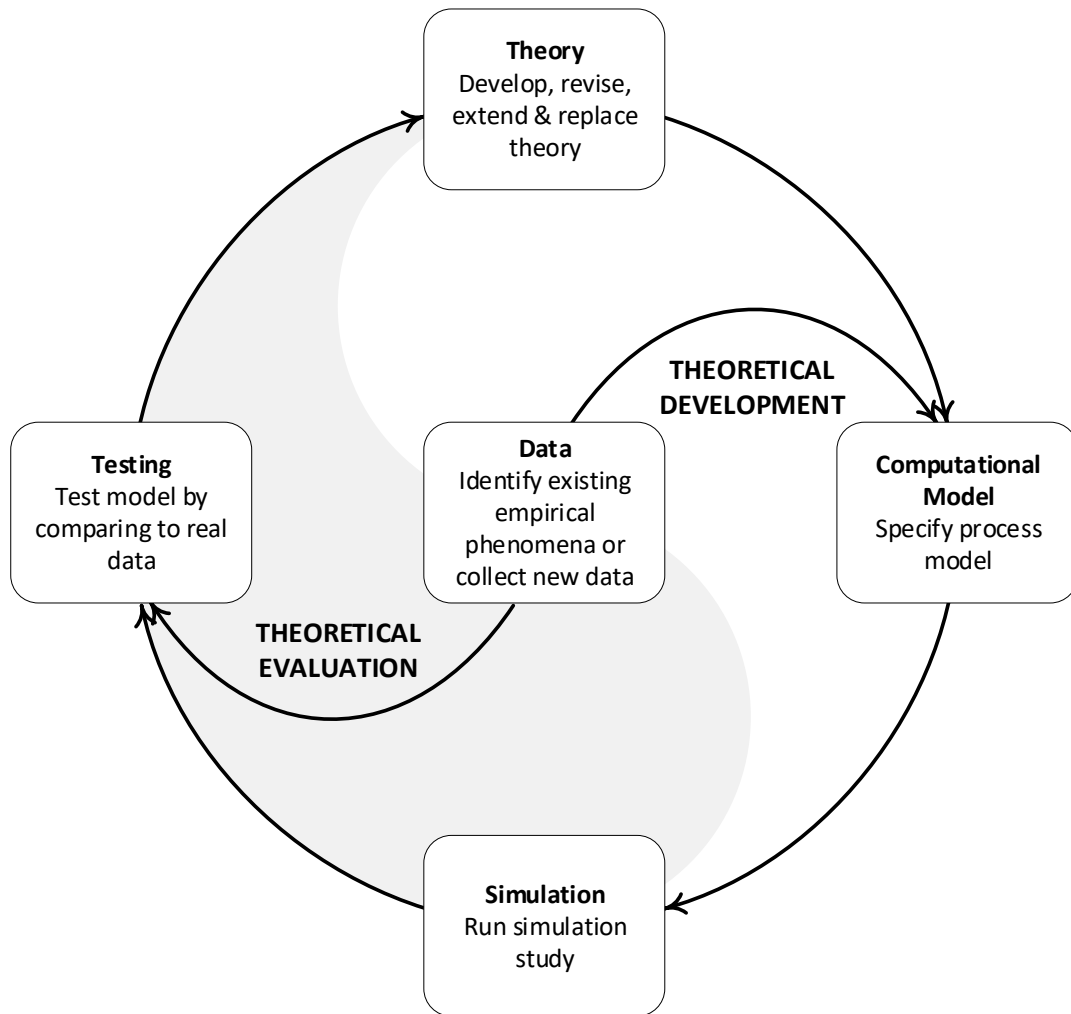 Theory
Develop, revise,
extend & replace
theory
THEORETICAL
DEVELOPMENT
Testing
Test model by
comparing to real
data
Data
Identify existing
empirical
phenomena or
collect new data
Computational
Model
Specify process
model
THEORETICAL
EVALUATION
Simulation
Run simulation
study